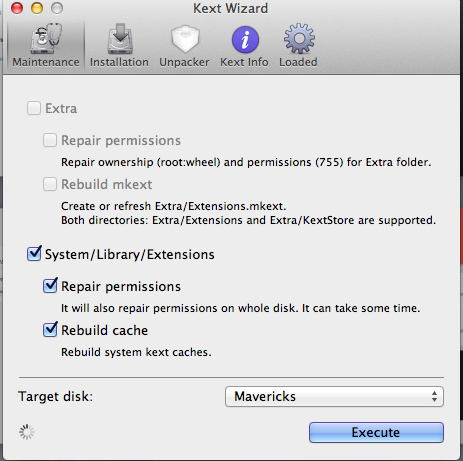 Kext Wizard
Maintenance Installation Unpacker Kext Info Loaded
Extra
Repair permissions
Repair ownership (root:wheel) and permissions (755) for Extra folder.
Rebuild mkext
Create or refresh Extra/Extensions.mkext.
Both directories: Extra/Extensions and Extra/KextStore are supported.
System/Library/Extensions
Repair permissions
It will also repair permissions on whole disk. It can take some time.
Rebuild cache
Rebuild system kext caches.
Target disk: Mavericks
Execute